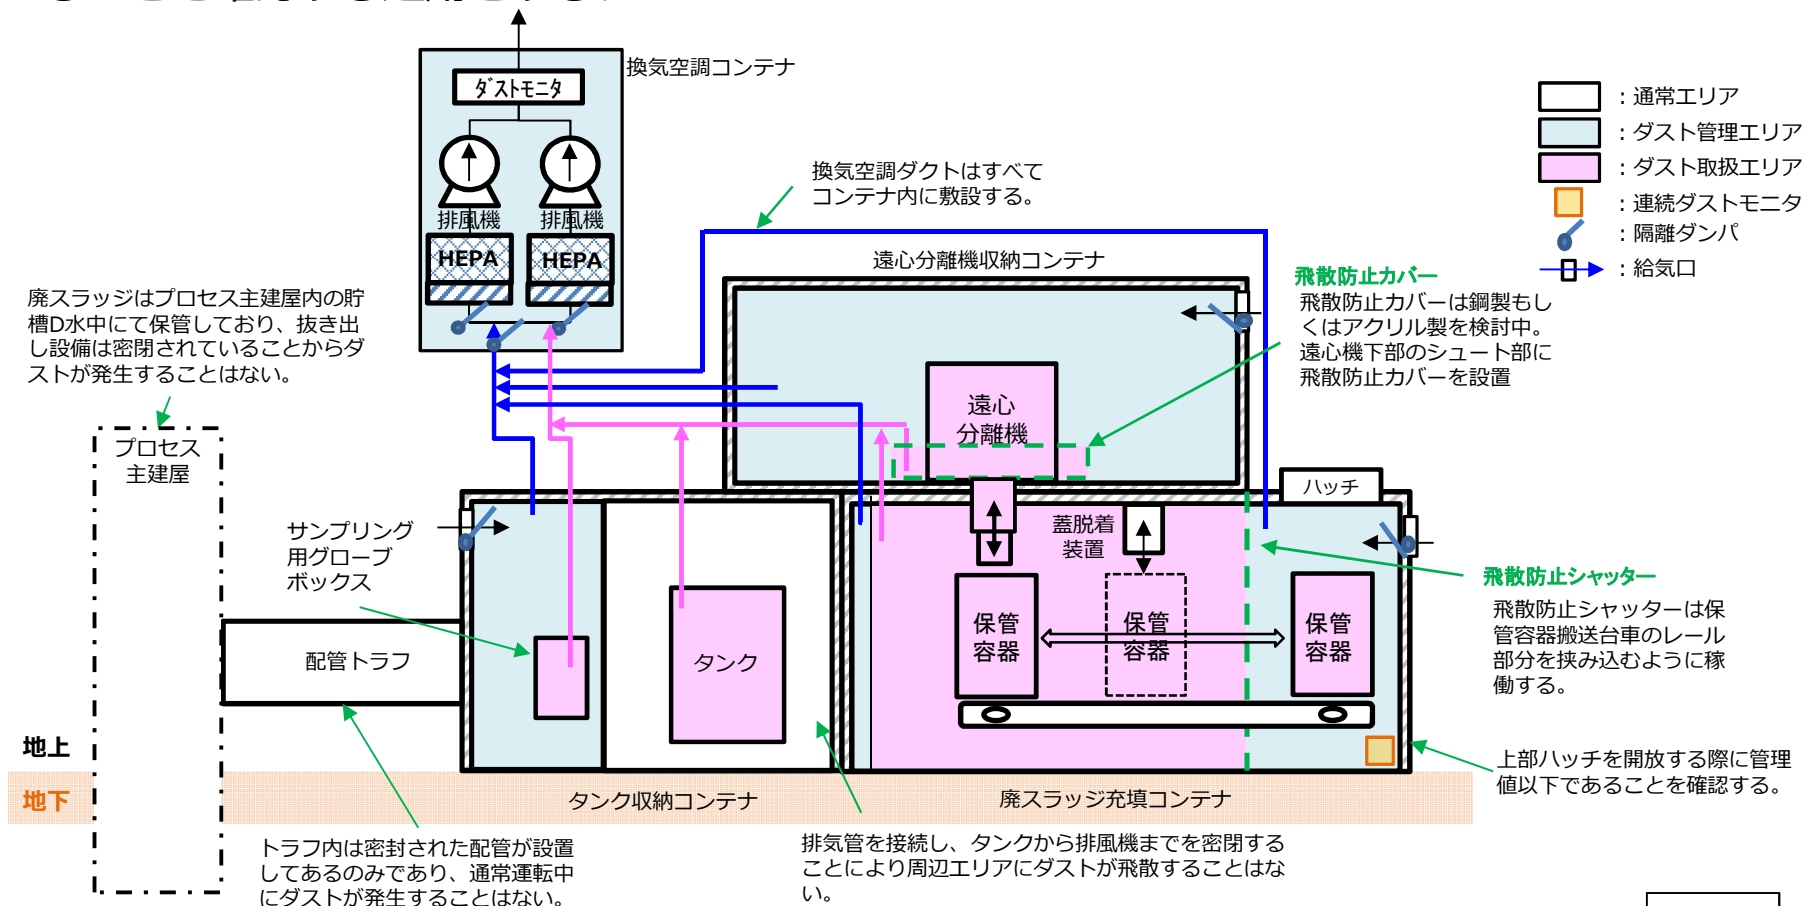 換気空調コンテナ
ダストモニタ
排風機
排風機
HEPA
HEPA
：通常エリア
：ダスト管理エリア
：ダスト取扱エリア
：連続ダストモニタ
：隔離ダンパ
：給気口
換気空調ダクトはすべて
コンテナ内に敷設する。
遠心分離機収納コンテナ
飛散防止カバー
飛散防止カバーは鋼製もし
くはアクリル製を検討中。
遠心機下部のシュート部に
飛散防止カバーを設置
廃スラッジはプロセス主建屋内の貯
槽D水中にて保管しており、抜き出
し設備は密閉されていることからダ
ストが発生することはない。
遠心
分離機
プロセス
主建屋
ハッチ
サンプリング
用グローブ
ボックス
蓋脱着
装置
飛散防止シャッター
飛散防止シャッターは保
管容器搬送台車のレール
部分を挟み込むように稼
働する。
保管
容器
保管
容器
保管
容器
配管トラフ
タンク
地上
地下
タンク収納コンテナ
廃スラッジ充填コンテナ
上部ハッチを開放する際に管理
値以下であることを確認する。
トラフ内は密封された配管が設置
してあるのみであり、通常運転中
にダストが発生することはない。
排気管を接続し、タンクから排風機までを密閉する
ことにより周辺エリアにダストが飛散することはな
い。